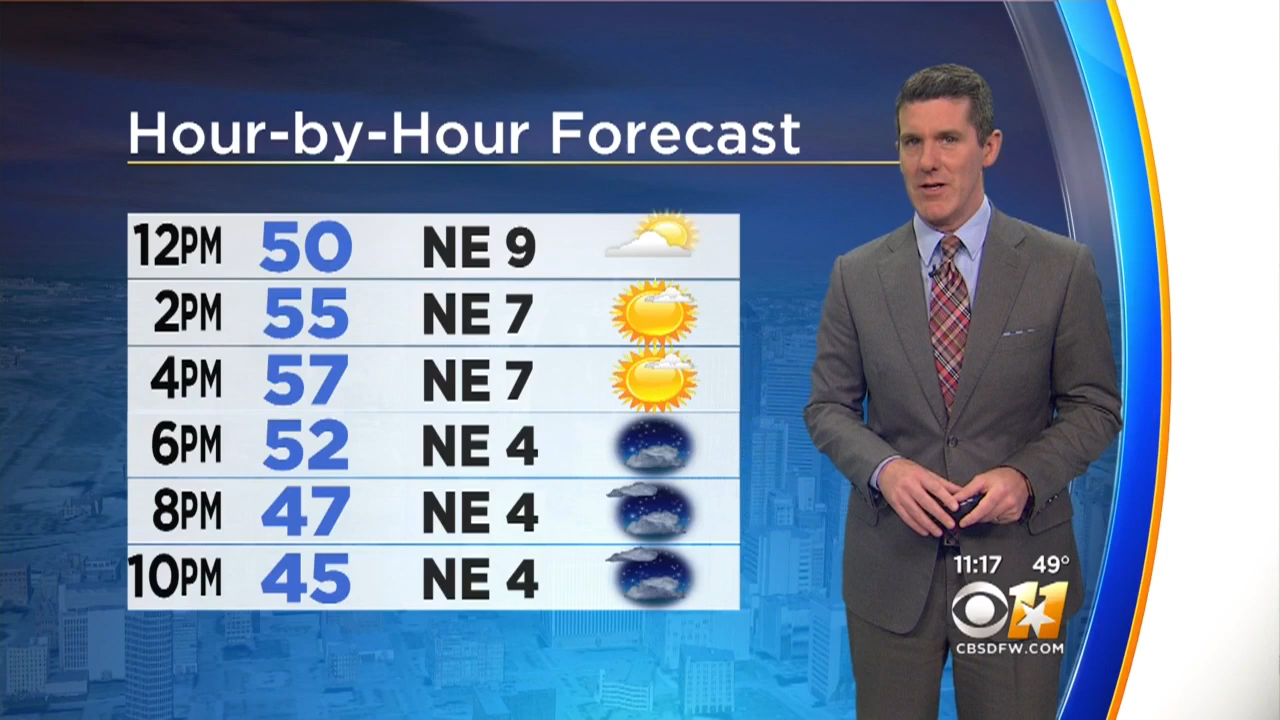 Hour-by-Hour Forecast
12PM 50 NE 9
2PM 55 NE 7
4PM 57 NE 7
6PM 52 NE 4
8PM 47 NE 4
10PM 45 NE 4
11:17 49°
11
CBSDFW.COM